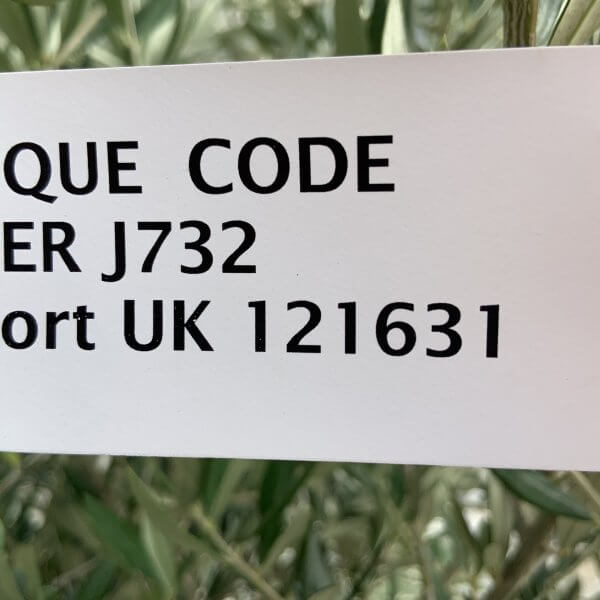 QUE CODE
ER J732
ort UK 121631